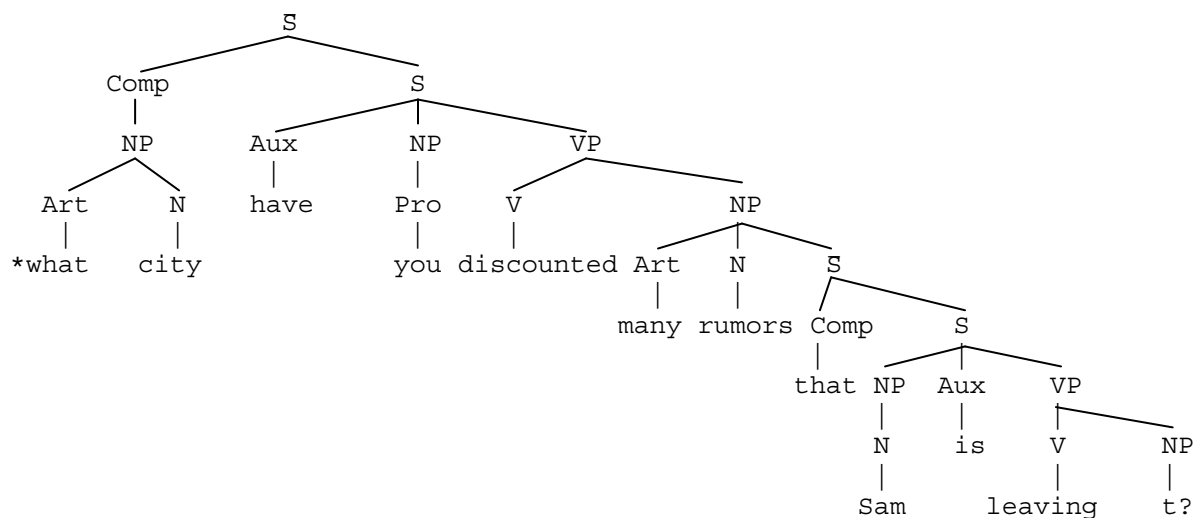 S
Comp S
NP Aux NP VP
Art N have Pro V NP
*what city you discounted Art N S
many rumors Comp S
that NP Aux VP
N is V NP
Sam leaving t?